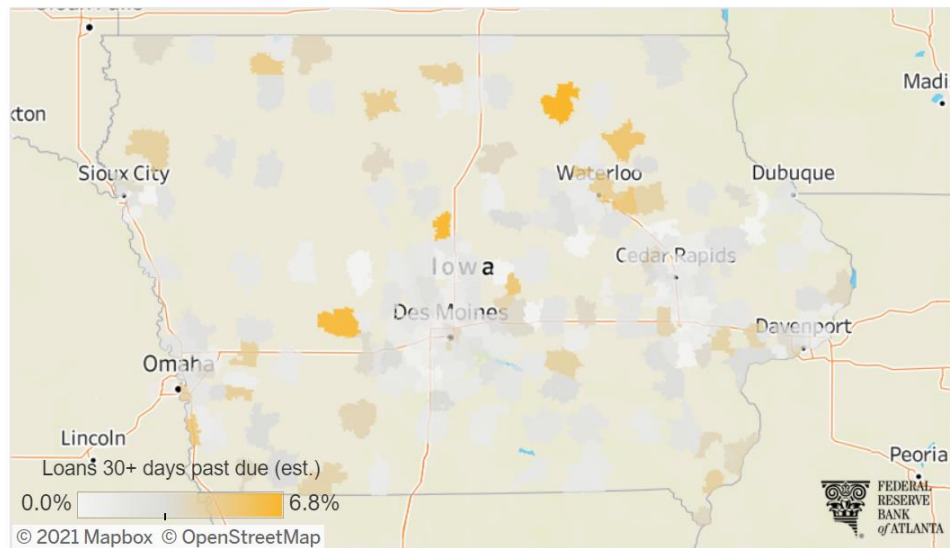 Madi
xton
Sioux City
Waterloo
Dubuque
Cedar Rapids
Iowa
Des Moines
Davenport
Omaha
Lincoln
Peoria
Loans 30+ days past due (est.)
0.0%
6.8%
FEDERAL
RESERVE
BANK
of ATLANTA
© 2021 Mapbox © OpenStreetMap